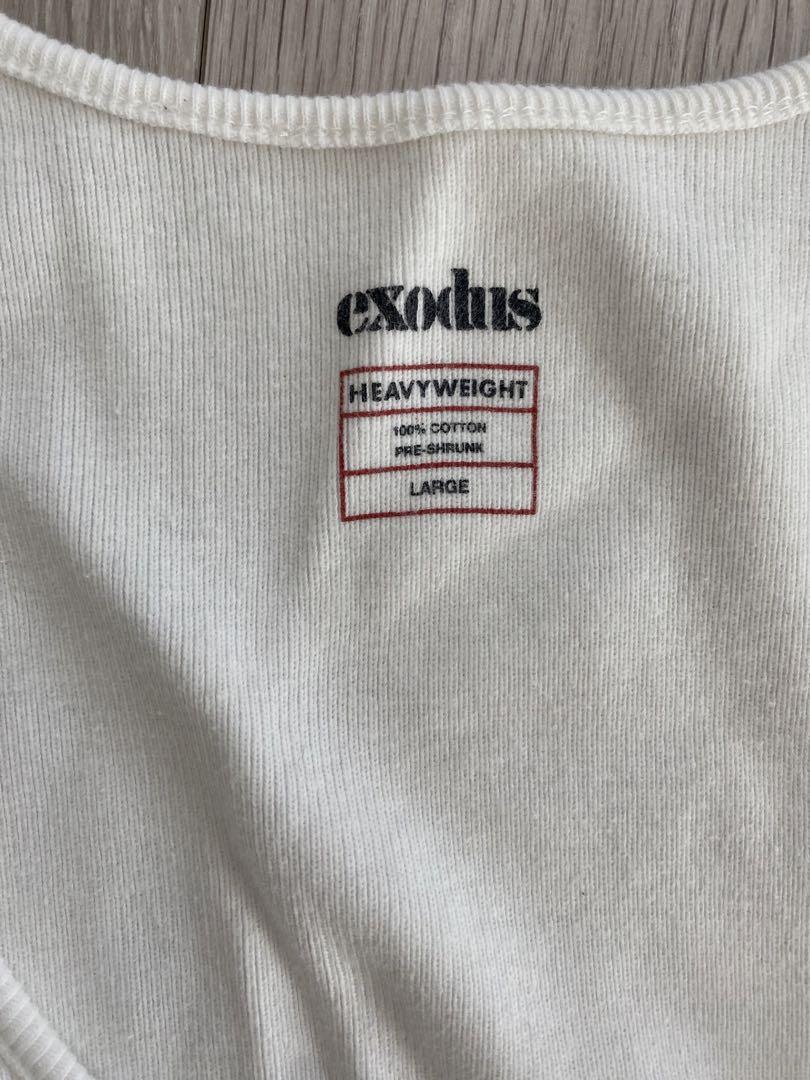 exodus
HEAVYWEIGHT
100% COTTON
PRE-SHRUNK
LARGE